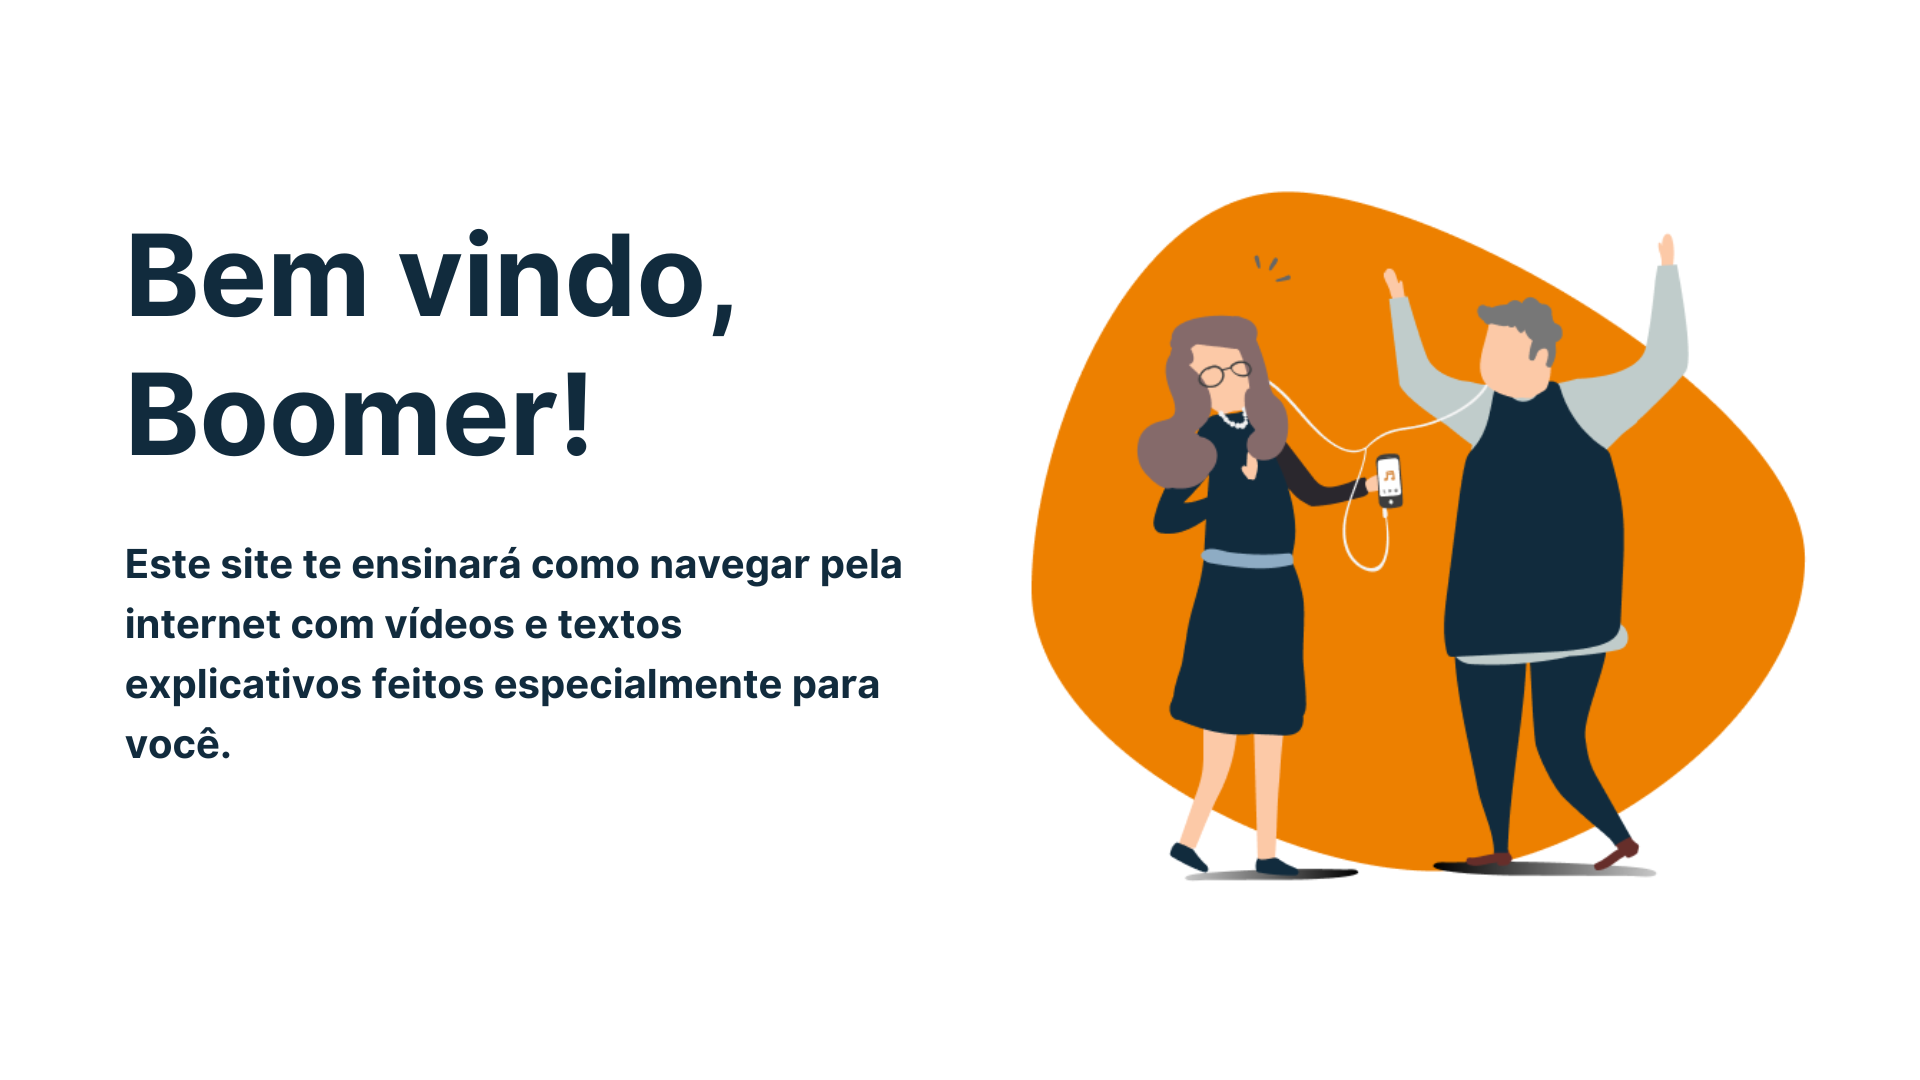 Bem vindo,
Boomer!
Este site te ensinará como navegar pela
internet com vídeos e textos
explicativos feitos especialmente para
você.